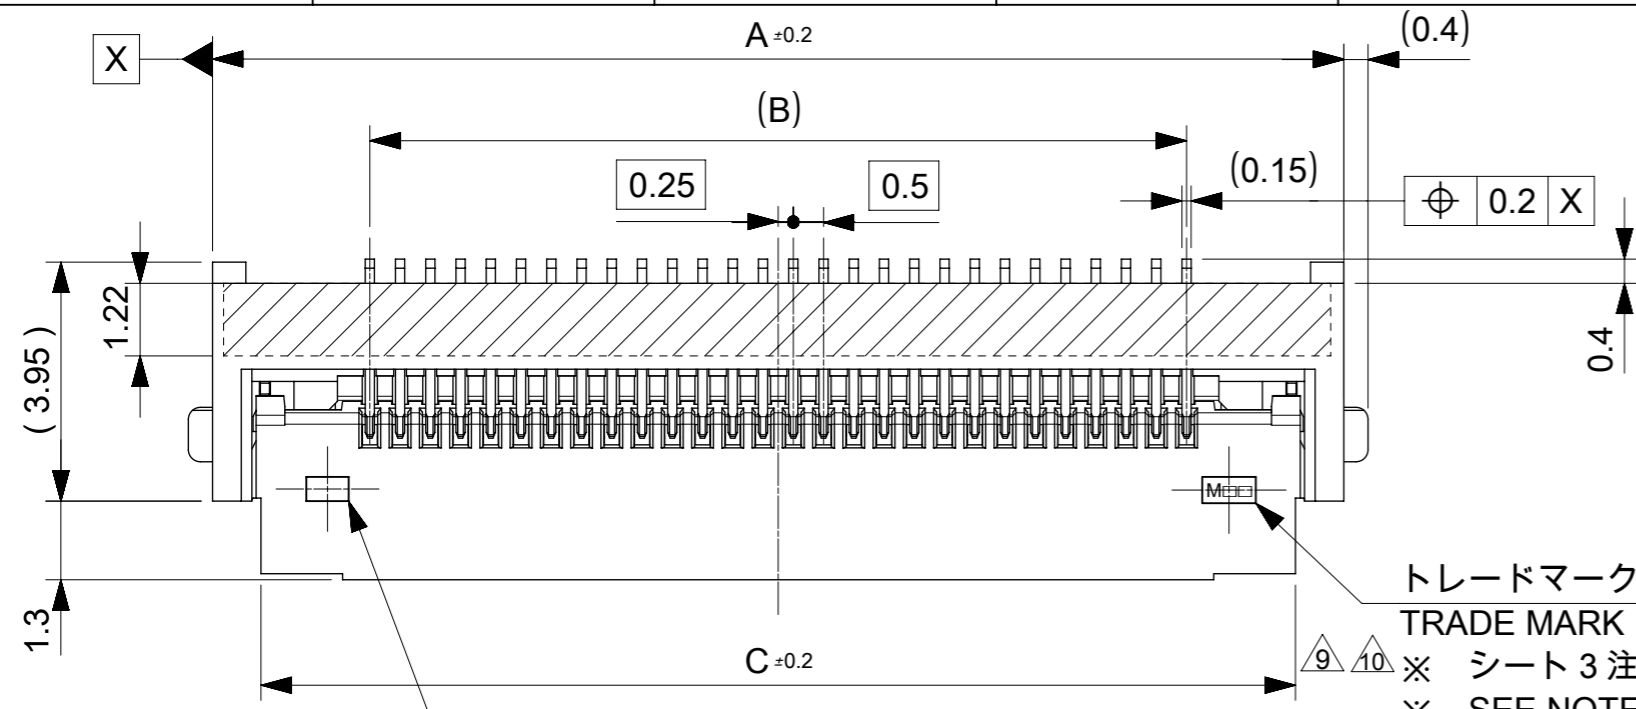 A ±0.2
(0.4)
X
(B)
(0.15)
0.25
0.5
⌖ 0.2 X
1.22
(3.95)
0.4
M□□
1.3
トレードマーク
TRADE MARK
C ±0.2
9 10
※ シート 3 注
※ SEE NOTE